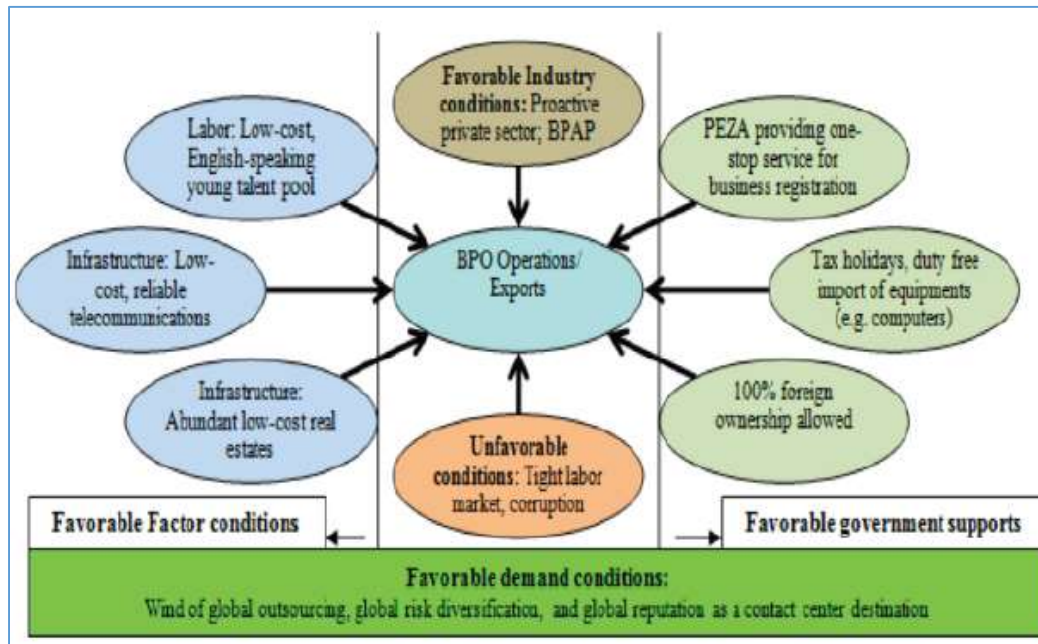 Favorable Industry
conditions: Proactive
private sector; BPAP
Labor: Low-cost,
English-speaking
young talent pool
PEZA providing one-
stop service for
business registration
Infrastructure: Low-
cost, reliable
telecommunications
BPO Operations/
Exports
Tax holidays, duty free
import of equipments
(e.g. computers)
Infrastructure:
Abundant low-cost real
estates
Unfavorable
conditions: Tight labor
market, corruption
100% foreign
ownership allowed
Favorable Factor conditions
Favorable government supports
Favorable demand conditions:
Wind of global outsourcing, global risk diversification, and global reputation as a contact center destination